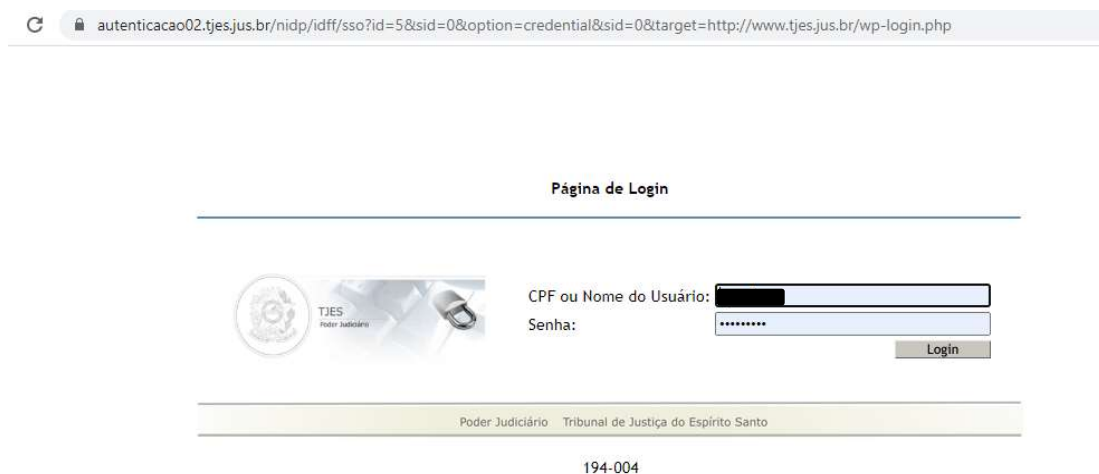 autenticacao02.tjes.jus.br/nidp/idff/sso?id=5&sid=0&option=credential&sid=0&target=http://www.tjes.jus.br/wp-login.php
Página de Login
TJES
Poder Judiciário
CPF ou Nome do Usuário:
Senha:
•••••••••
Login
Poder Judiciário Tribunal de Justiça do Espírito Santo
194-004